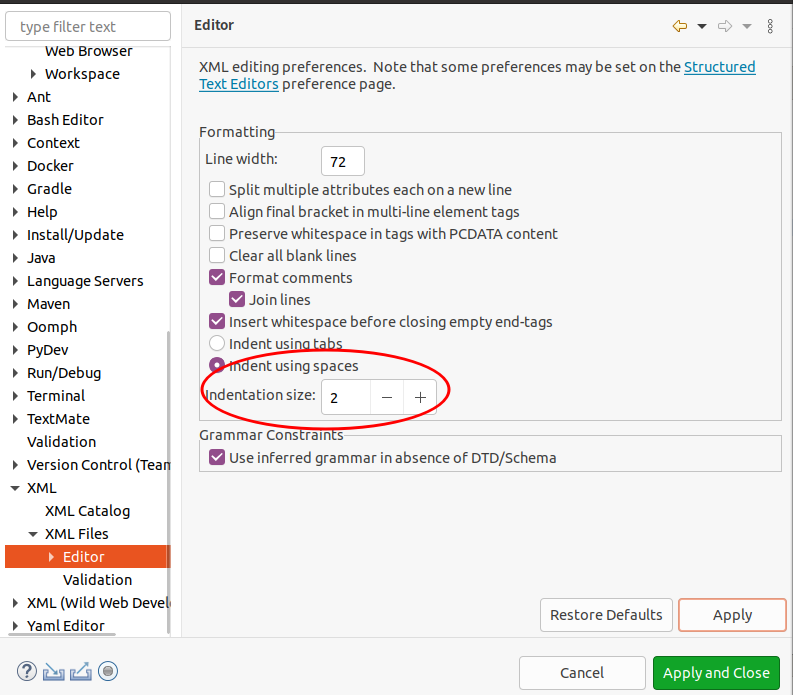 type filter text
Web Browser
Workspace
Ant
Bash Editor
Context
Docker
Gradle
Help
Install/Update
Java
Language Servers
Maven
Oomph
PyDev
Run/Debug
Terminal
TextMate
Validation
Version Control (Team
XML
XML Catalog
XML Files
Editor
Validation
XML (Wild Web Devel
Yaml Editor
Editor
XML editing preferences. Note that some preferences may be set on the Structured
Text Editors preference page.
Formatting
Line width: 72
Split multiple attributes each on a new line
Align final bracket in multi-line element tags
Preserve whitespace in tags with PCDATA content
Clear all blank lines
Format comments
Join lines
Insert whitespace before closing empty end-tags
Indent using tabs
Indent using spaces
Indentation size: 2 − +
Grammar Constraints
Use inferred grammar in absence of DTD/Schema
Restore Defaults Apply
? Cancel Apply and Close